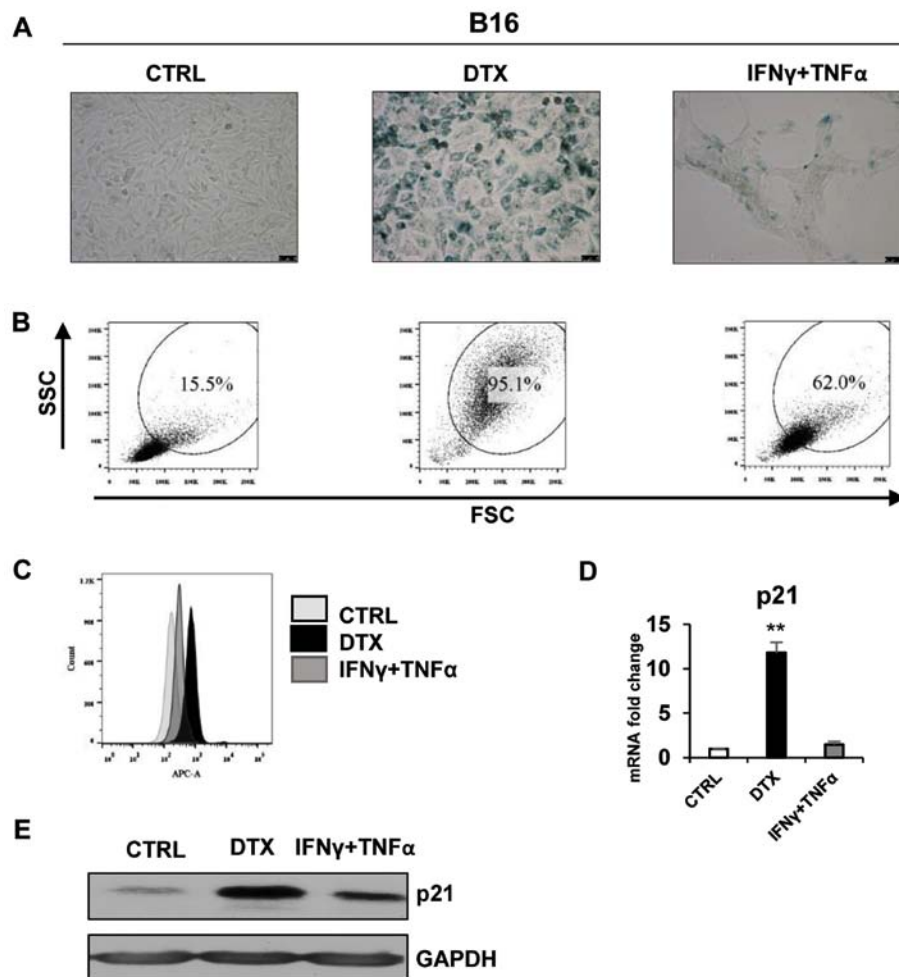 A
B16
CTRL
DTX
IFNγ+TNFα
B
SSC
15.5%
95.1%
62.0%
FSC
C
Count
APC-A
CTRL
DTX
IFNγ+TNFα
D
p21
mRNA fold change
15
10
5
0
**
CTRL
DTX
IFNγ+TNFα
E
CTRL DTX IFNγ+TNFα
p21
GAPDH